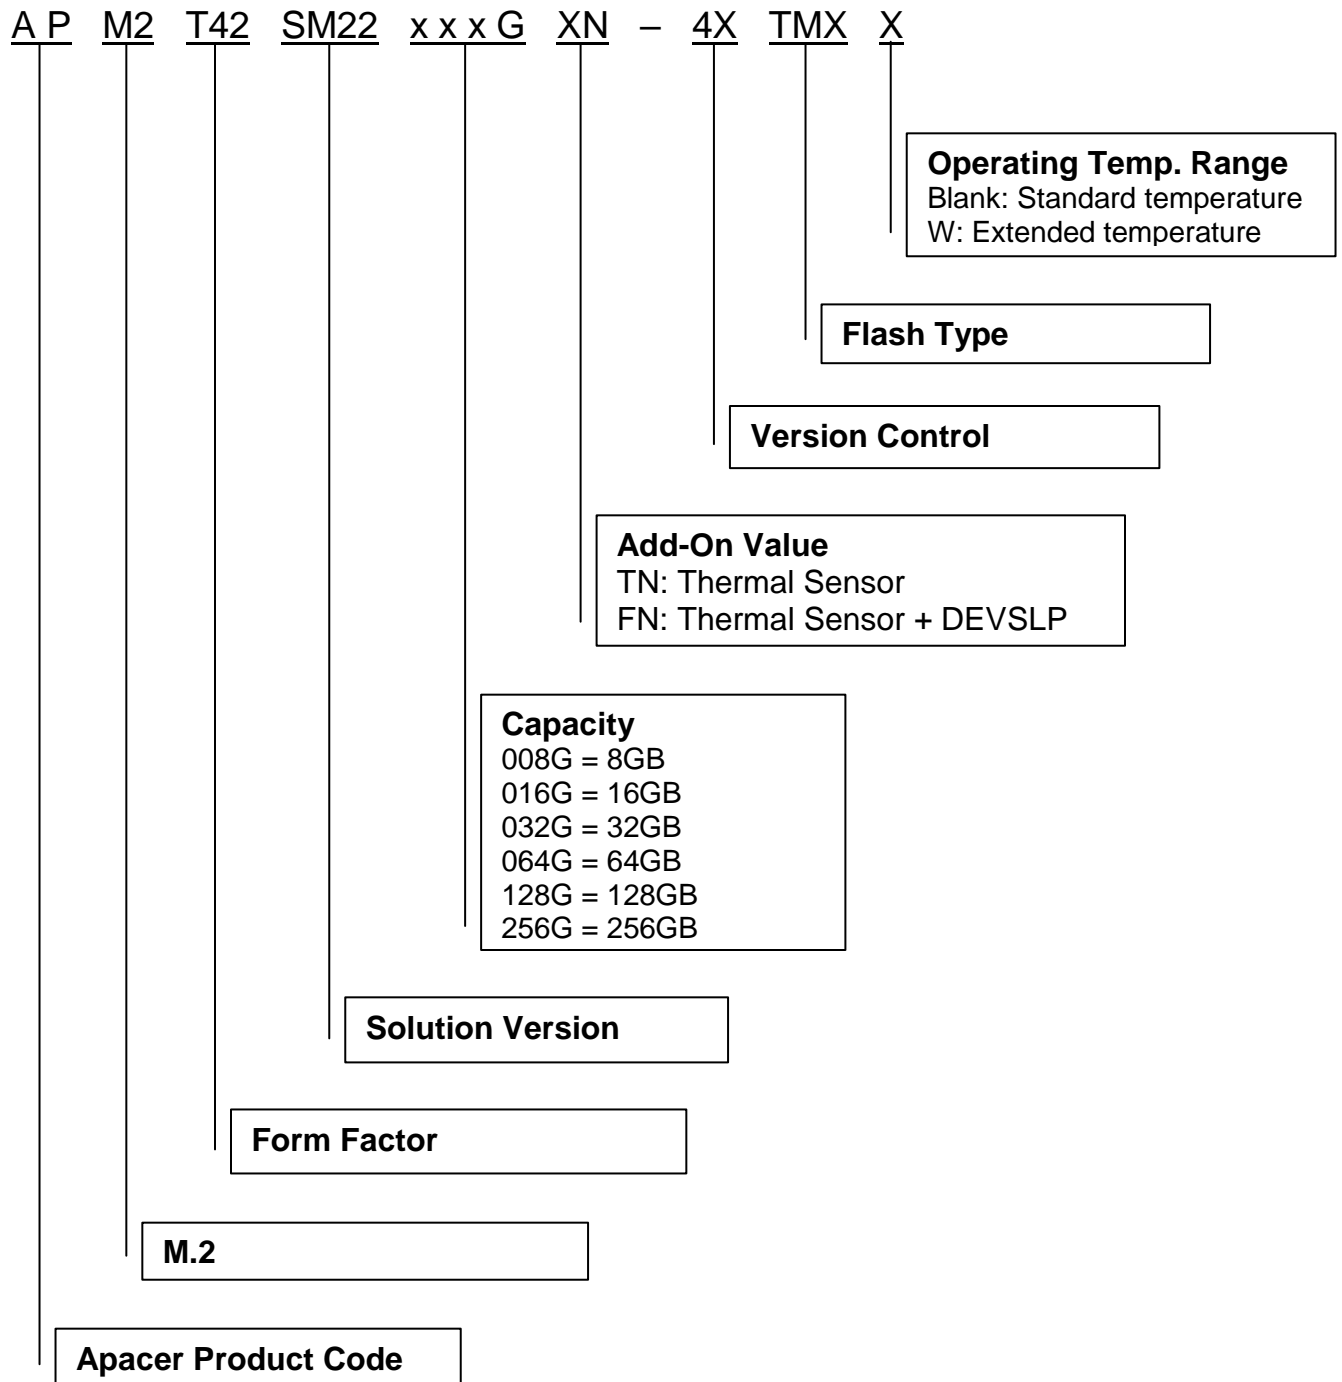 A P M2 T42 SM22 x x x G XN – 4X TMX X
Operating Temp. Range
Blank: Standard temperature
W: Extended temperature
Flash Type
Version Control
Add-On Value
TN: Thermal Sensor
FN: Thermal Sensor + DEVSLP
Capacity
008G = 8GB
016G = 16GB
032G = 32GB
064G = 64GB
128G = 128GB
256G = 256GB
Solution Version
Form Factor
M.2
Apacer Product Code